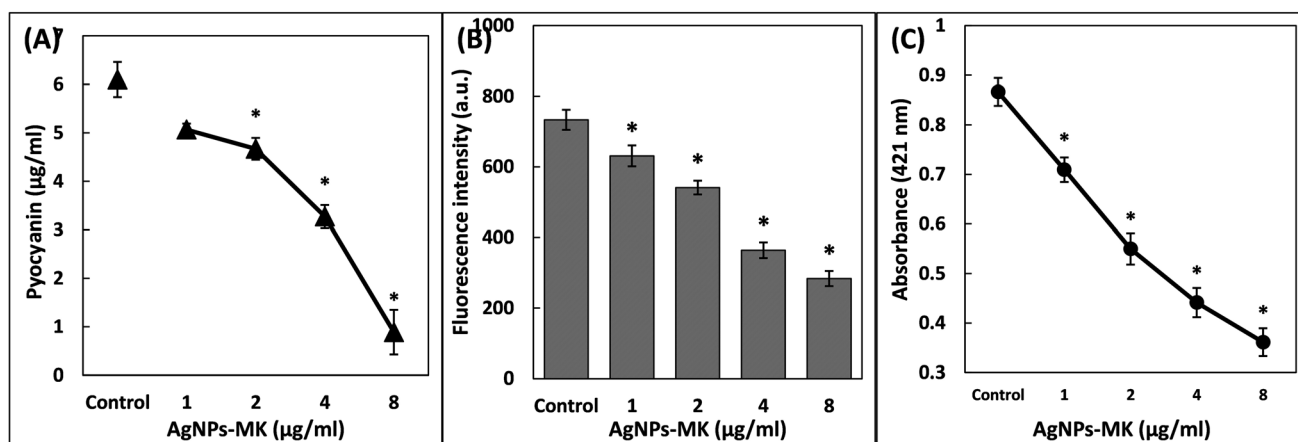 (A)
7
6
5
4
3
2
1
0
Pyocyanin (µg/ml)
*
*
*
Control 1 2 4 8
AgNPs-MK (µg/ml)
(B)
1000
800
600
400
200
0
Fluorescence intensity (a.u.)
*
*
*
*
Control 1 2 4 8
AgNPs-MK (µg/ml)
(C)
1
0.9
0.8
0.7
0.6
0.5
0.4
0.3
Absorbance (421 nm)
*
*
*
*
Control 1 2 4 8
AgNPs-MK (µg/ml)